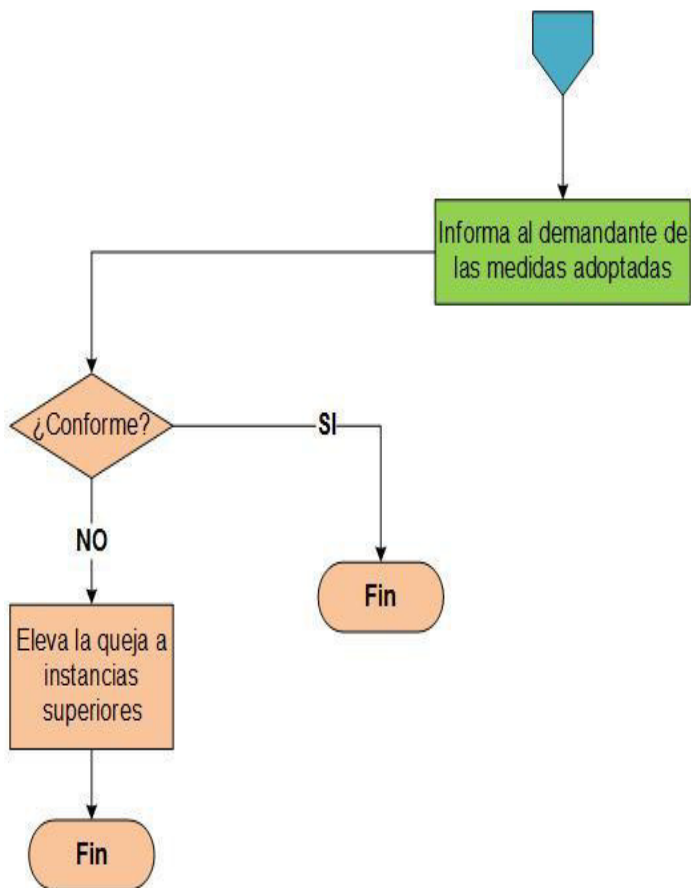 Informa al demandante de
las medidas adoptadas
¿Conforme?
SI
NO
Fin
Eleva la queja a
instancias
superiores
Fin